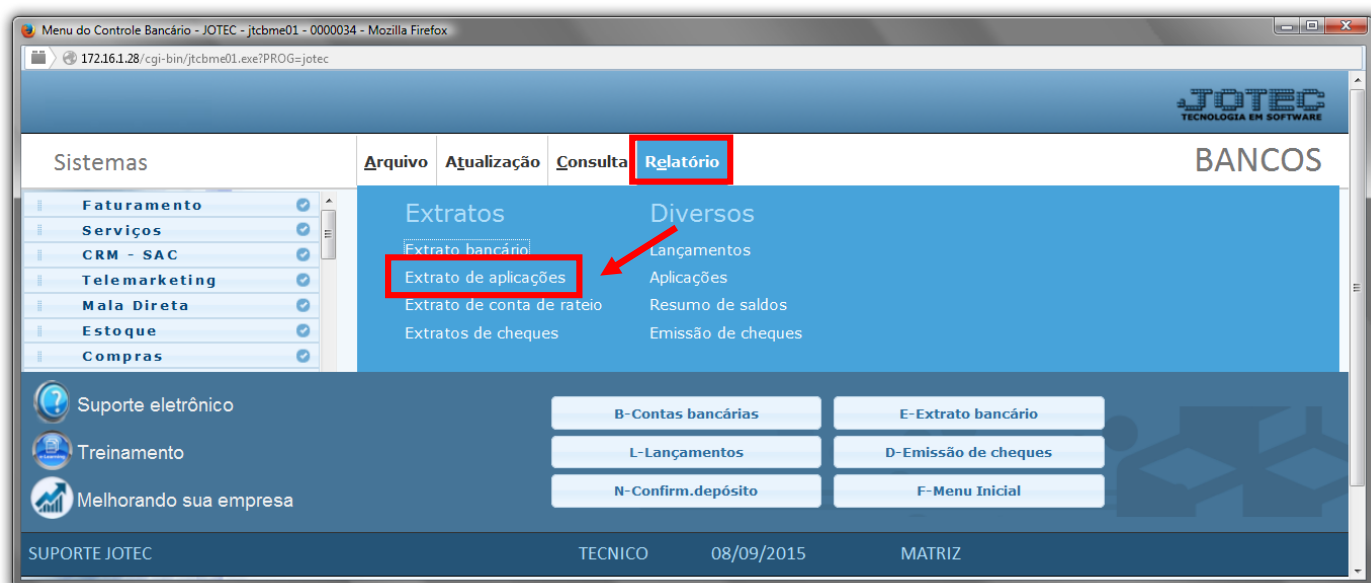 Menu do Controle Bancário - JOTEC - jtcbme01 - 0000034 - Mozilla Firefox
172.16.1.28/cgi-bin/jtcbme01.exe?PROG=jotec
JOTEC
TECNOLOGIA EM SOFTWARE
Sistemas
Arquivo Atualização Consulta Relatório
BANCOS
Faturamento
Serviços
CRM - SAC
Telemarketing
Mala Direta
Estoque
Compras
Extratos
Extrato bancário
Extrato de aplicações
Extrato de conta de rateio
Extratos de cheques
Diversos
Lançamentos
Aplicações
Resumo de saldos
Emissão de cheques
Suporte eletrônico
Treinamento
Melhorando sua empresa
B-Contas bancárias E-Extrato bancário
L-Lançamentos D-Emissão de cheques
N-Confirm.depósito F-Menu Inicial
SUPORTE JOTEC TECNICO 08/09/2015 MATRIZ